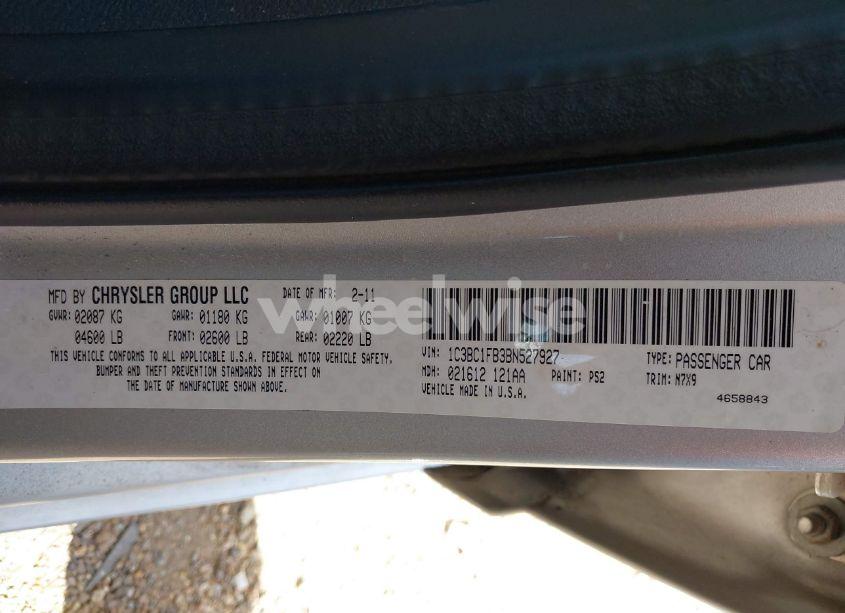 MFD BY CHRYSLER GROUP LLC DATE OF MFR: 2-11
GVWR: 02087 KG GAWR: 01180 KG GAWR: 01007 KG
04600 LB FRONT: 02600 LB REAR: 02220 LB
THIS VEHICLE CONFORMS TO ALL APPLICABLE U.S.A. FEDERAL MOTOR VEHICLE SAFETY,
BUMPER AND THEFT PREVENTION STANDARDS IN EFFECT ON
THE DATE OF MANUFACTURE SHOWN ABOVE.
VIN: 1C3BC1FB3BN527927 TYPE: PASSENGER CAR
MDH: 021612 121AA PAINT: PS2 TRIM: N7X9
VEHICLE MADE IN U.S.A. 4658843
wheelwise